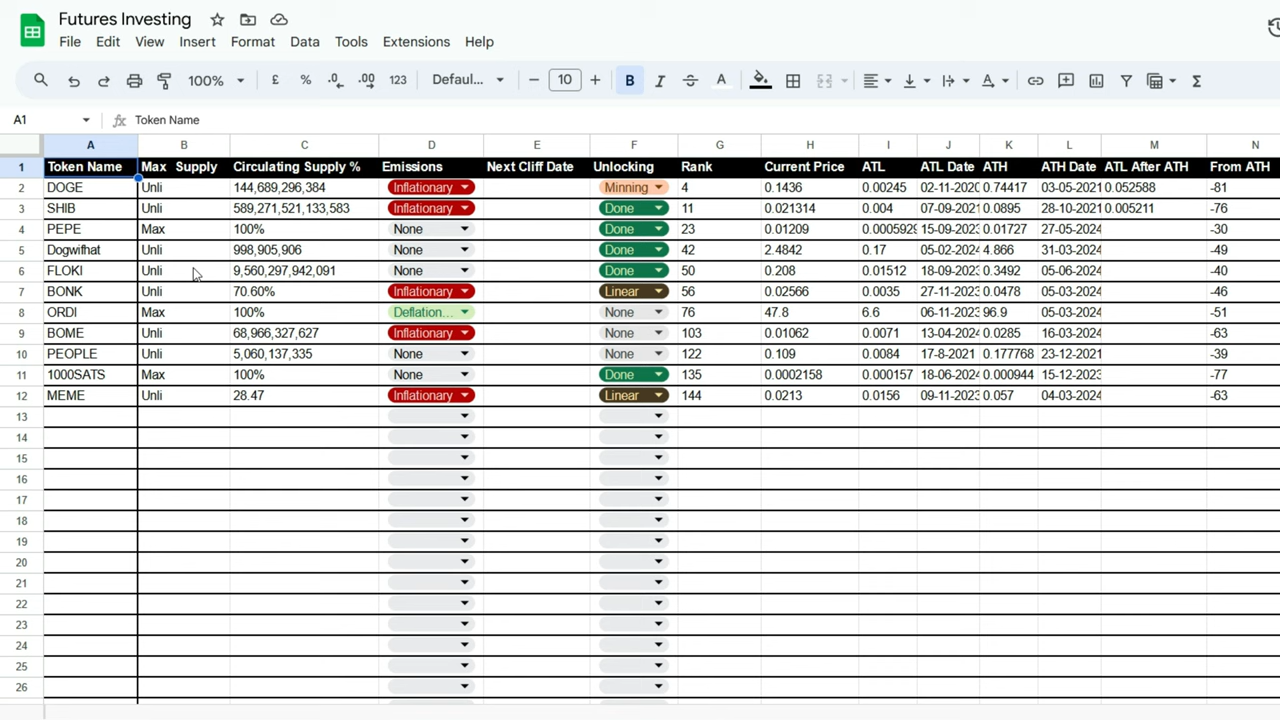 Futures Investing
File Edit View Insert Format Data Tools Extensions Help
100% £ % .0 .00 123 Defaul... 10 B I S A Σ
A1 fx Token Name
A B C D E F G H I J K L M N
1 Token Name Max Supply Circulating Supply % Emissions Next Cliff Date Unlocking Rank Current Price ATL ATL Date ATH ATH Date ATL After ATH From ATH
2 DOGE Unli 144,689,296,384 Inflationary Minning 4 0.1436 0.00245 02-11-2020 0.74417 03-05-2021 0.052588 -81
3 SHIB Unli 589,271,521,133,583 Inflationary Done 11 0.021314 0.004 07-09-2021 0.0895 28-10-2021 0.005211 -76
4 PEPE Max 100% None Done 23 0.01209 0.0005929 15-09-2023 0.01727 27-05-2024 -30
5 Dogwifhat Unli 998,905,906 None Done 42 2.4842 0.17 05-02-2024 4.866 31-03-2024 -49
6 FLOKI Unli 9,560,297,942,091 None Done 50 0.208 0.01512 18-09-2023 0.3492 05-06-2024 -40
7 BONK Unli 70.60% Inflationary Linear 56 0.02566 0.0035 27-11-2023 0.0478 05-03-2024 -46
8 ORDI Max 100% Deflation... None 76 47.8 6.6 06-11-2023 96.9 05-03-2024 -51
9 BOME Unli 68,966,327,627 Inflationary None 103 0.01062 0.0071 13-04-2024 0.0285 16-03-2024 -63
10 PEOPLE Unli 5,060,137,335 None None 122 0.109 0.0084 17-8-2021 0.177768 23-12-2021 -39
11 1000SATS Max 100% None Done 135 0.0002158 0.000157 18-06-2024 0.000944 15-12-2023 -77
12 MEME Unli 28.47 Inflationary Linear 144 0.0213 0.0156 09-11-2023 0.057 04-03-2024 -63
13
14
15
16
17
18
19
20
21
22
23
24
25
26